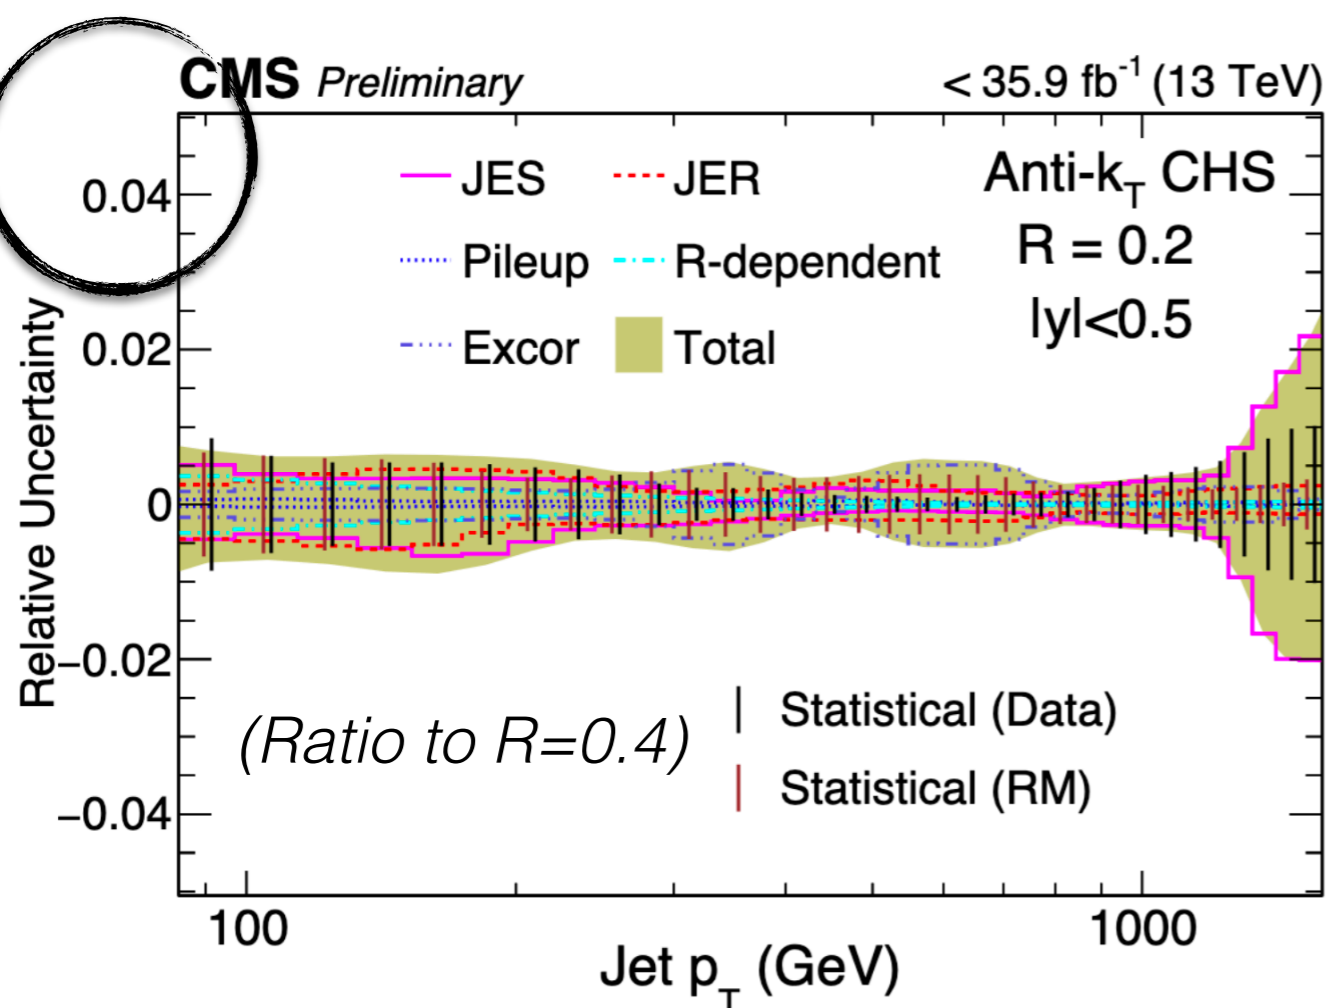 CMS Preliminary < 35.9 fb⁻¹ (13 TeV)
JES JER Anti-k_T CHS
Pileup R-dependent R = 0.2
Excor Total |y|<0.5
Relative Uncertainty
0.04
0.02
0
−0.02
−0.04
(Ratio to R=0.4)
Statistical (Data)
Statistical (RM)
100 1000
Jet p_T (GeV)